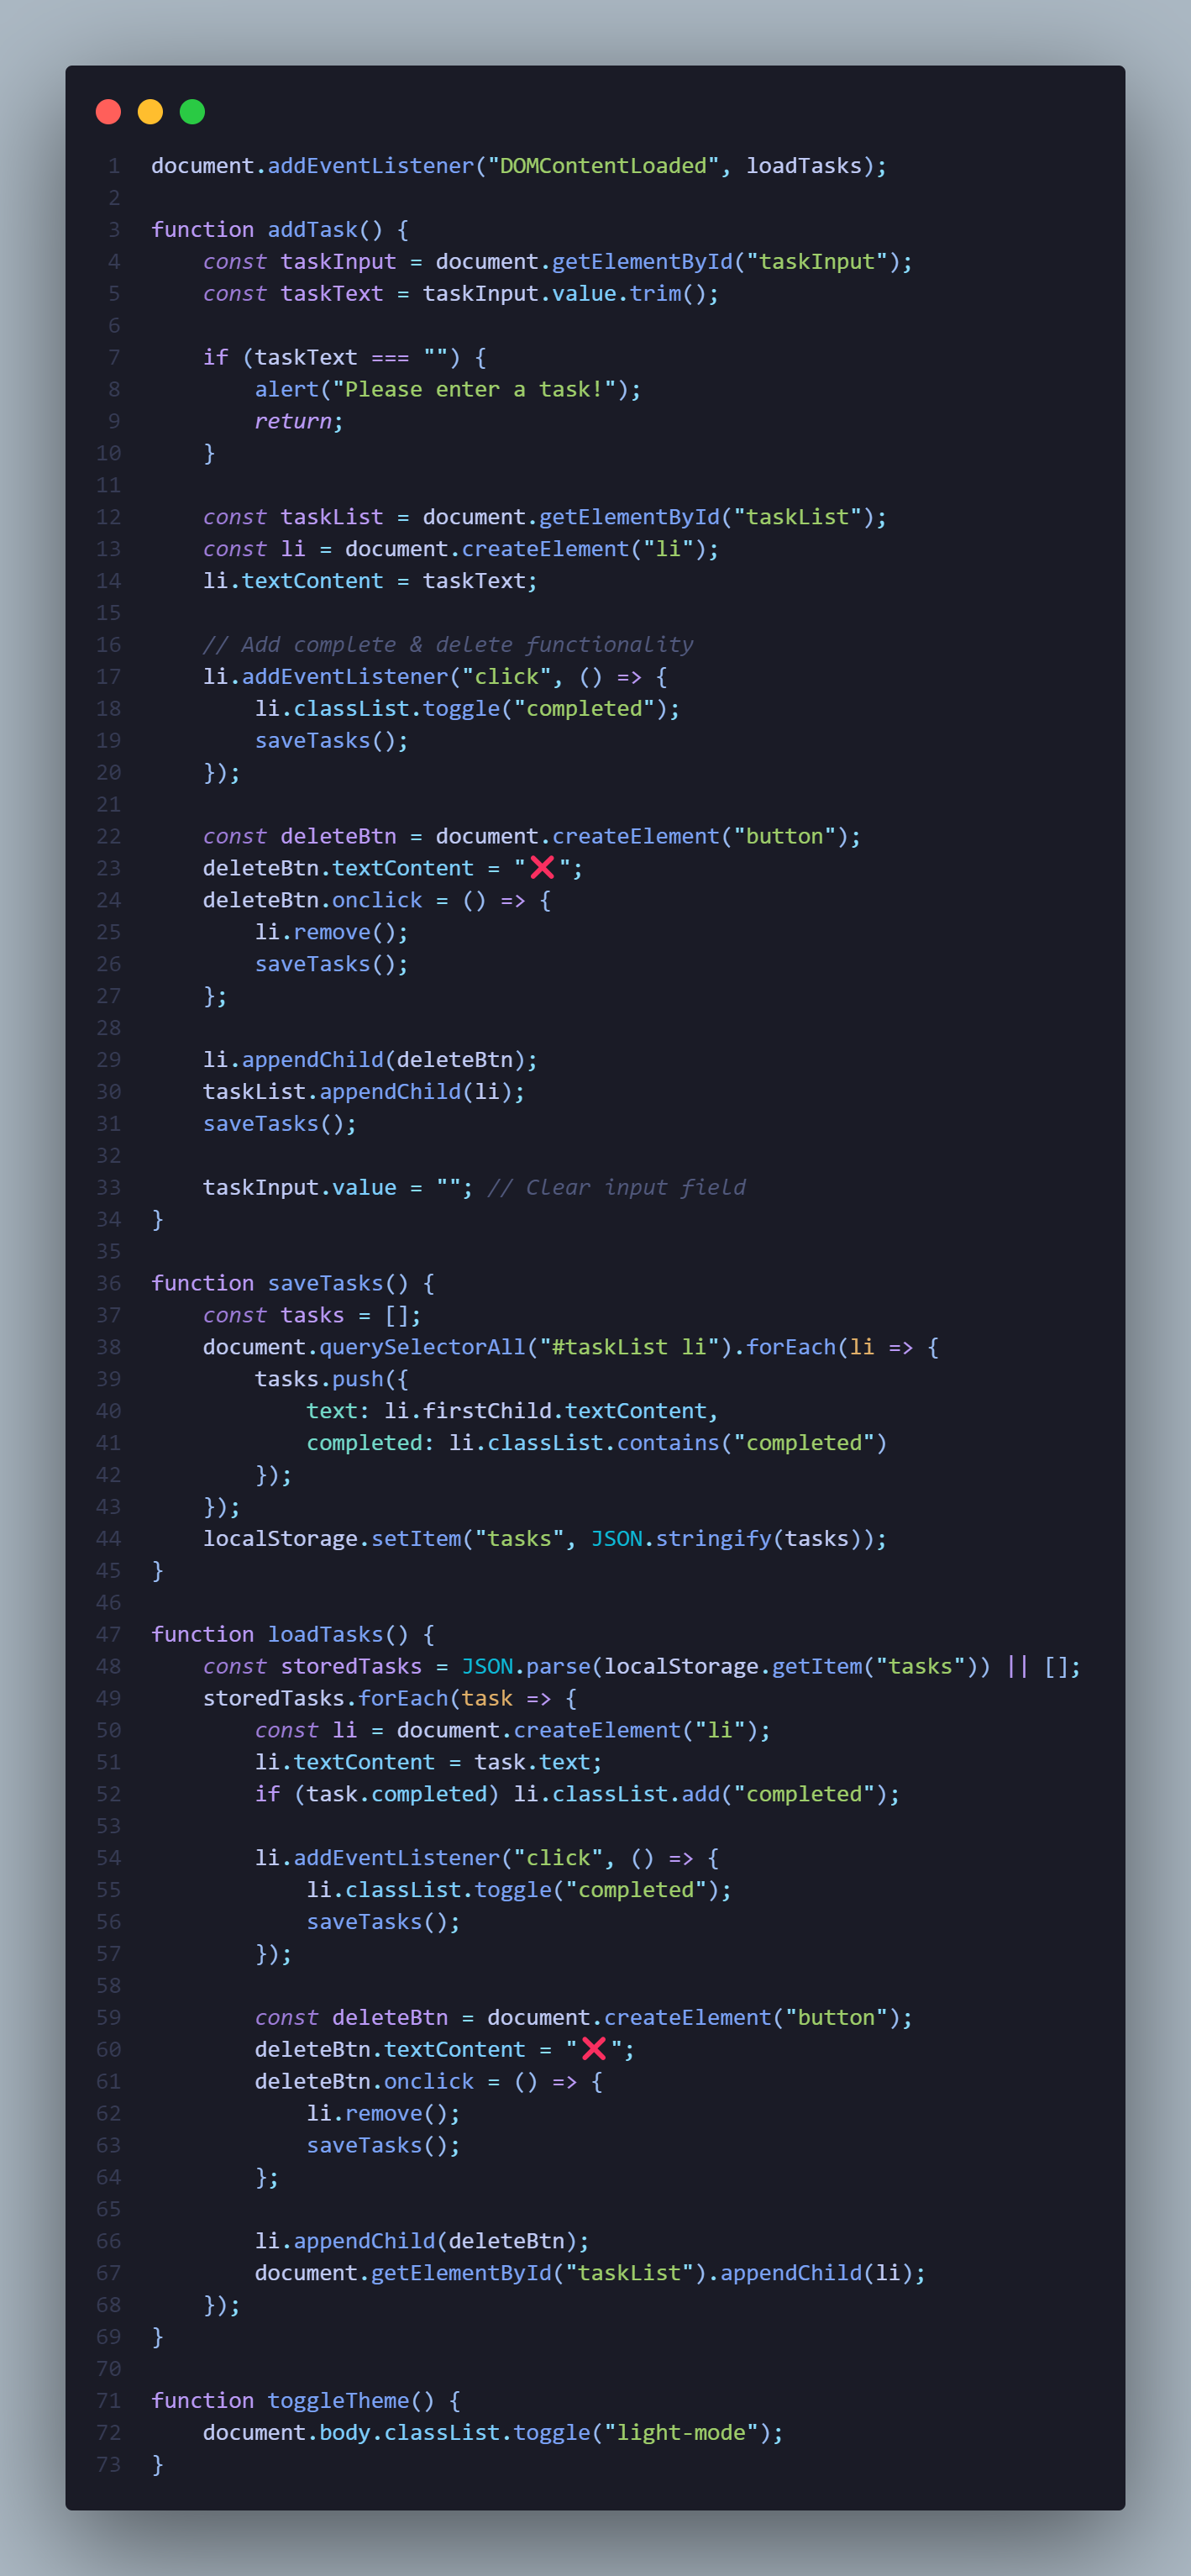 1 document.addEventListener("DOMContentLoaded", loadTasks);
2
3 function addTask() {
4     const taskInput = document.getElementById("taskInput");
5     const taskText = taskInput.value.trim();
6
7     if (taskText === "") {
8         alert("Please enter a task!");
9         return;
10     }
11
12     const taskList = document.getElementById("taskList");
13     const li = document.createElement("li");
14     li.textContent = taskText;
15
16     // Add complete & delete functionality
17     li.addEventListener("click", () => {
18         li.classList.toggle("completed");
19         saveTasks();
20     });
21
22     const deleteBtn = document.createElement("button");
23     deleteBtn.textContent = "❌";
24     deleteBtn.onclick = () => {
25         li.remove();
26         saveTasks();
27     };
28
29     li.appendChild(deleteBtn);
30     taskList.appendChild(li);
31     saveTasks();
32
33     taskInput.value = ""; // Clear input field
34 }
35
36 function saveTasks() {
37     const tasks = [];
38     document.querySelectorAll("#taskList li").forEach(li => {
39         tasks.push({
40             text: li.firstChild.textContent,
41             completed: li.classList.contains("completed")
42         });
43     });
44     localStorage.setItem("tasks", JSON.stringify(tasks));
45 }
46
47 function loadTasks() {
48     const storedTasks = JSON.parse(localStorage.getItem("tasks")) || [];
49     storedTasks.forEach(task => {
50         const li = document.createElement("li");
51         li.textContent = task.text;
52         if (task.completed) li.classList.add("completed");
53
54         li.addEventListener("click", () => {
55             li.classList.toggle("completed");
56             saveTasks();
57         });
58
59         const deleteBtn = document.createElement("button");
60         deleteBtn.textContent = "❌";
61         deleteBtn.onclick = () => {
62             li.remove();
63             saveTasks();
64         };
65
66         li.appendChild(deleteBtn);
67         document.getElementById("taskList").appendChild(li);
68     });
69 }
70
71 function toggleTheme() {
72     document.body.classList.toggle("light-mode");
73 }